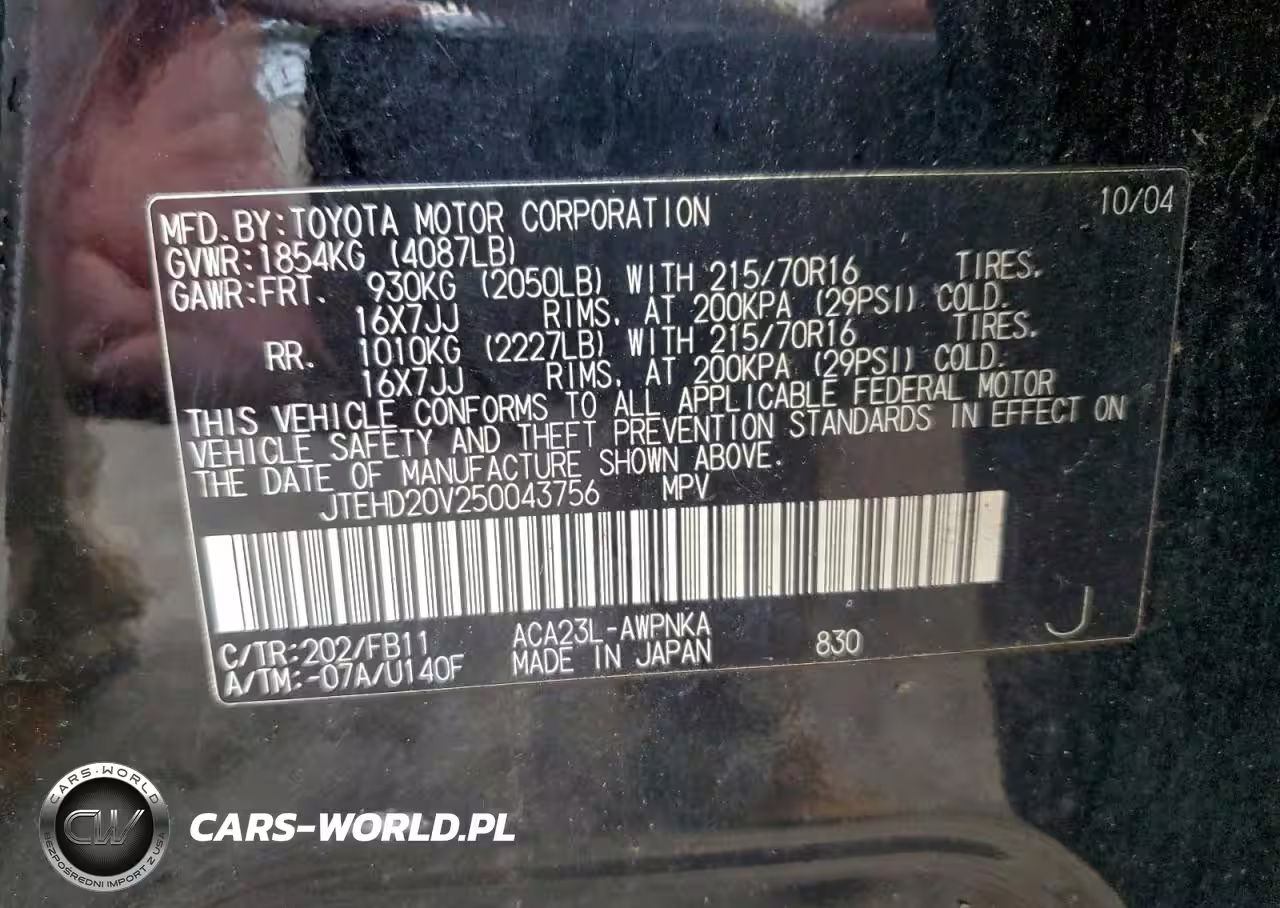 MFD.BY:TOYOTA MOTOR CORPORATION 10/04
GVWR:1854KG (4087LB)
GAWR:FRT. 930KG (2050LB) WITH 215/70R16 TIRES.
16X7JJ RIMS, AT 200KPA (29PSI) COLD.
RR. 1010KG (2227LB) WITH 215/70R16 TIRES.
16X7JJ RIMS, AT 200KPA (29PSI) COLD.
THIS VEHICLE CONFORMS TO ALL APPLICABLE FEDERAL MOTOR
VEHICLE SAFETY AND THEFT PREVENTION STANDARDS IN EFFECT ON
THE DATE OF MANUFACTURE SHOWN ABOVE.
JTEHD20V250043756 MPV
C/TR:202/FB11 ACA23L-AWPNKA
A/TM:-07A/U140F MADE IN JAPAN 830 J
CARS-WORLD
CW
BEZPOŚREDNI IMPORT Z USA
CARS-WORLD.PL